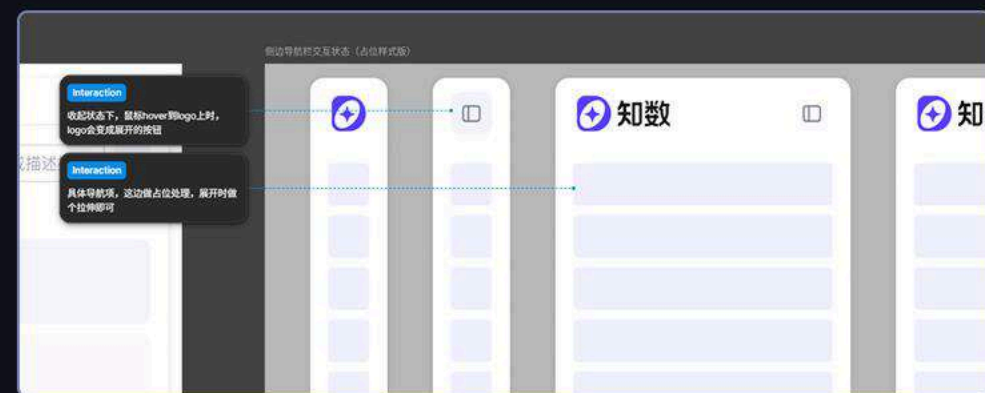 侧边导航栏交互状态（占位样式版）
Interaction
收起状态下，鼠标hover到logo上时，
logo会变成展开的按钮
描述
Interaction
具体导航项，这边做占位处理，展开时做
个拉伸即可
知数
知